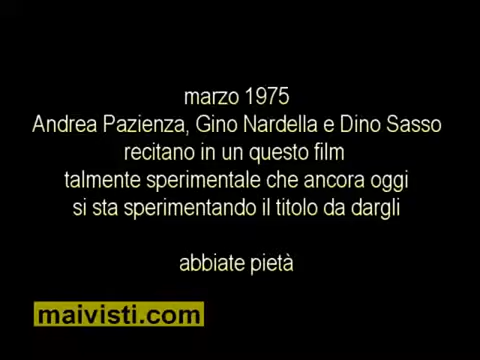 marzo 1975
Andrea Pazienza, Gino Nardella e Dino Sasso
recitano in un questo film
talmente sperimentale che ancora oggi
si sta sperimentando il titolo da dargli
abbiate pietà
maivisti.com